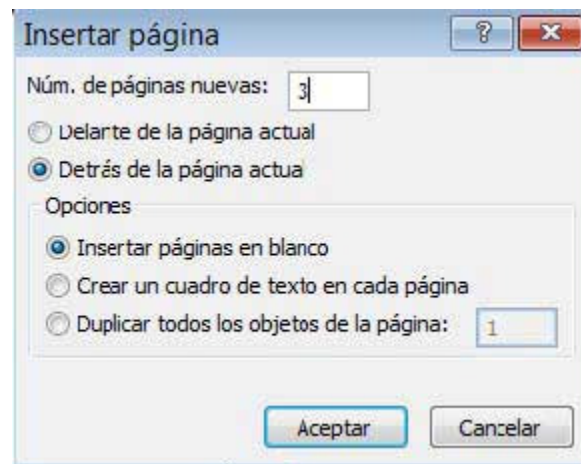 Insertar página
Núm. de páginas nuevas: 3
Delante de la página actual
Detrás de la página actual
Opciones
Insertar páginas en blanco
Crear un cuadro de texto en cada página
Duplicar todos los objetos de la página: 1
Aceptar Cancelar